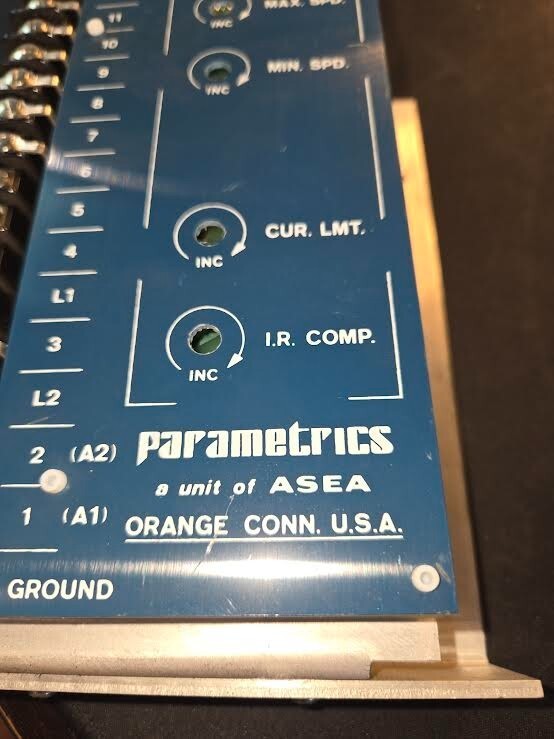 MAX. SPD.
INC
MIN. SPD.
INC
11
10
9
8
7
6
5
4
L1
3
L2
2 (A2)
1 (A1)
GROUND
CUR. LMT.
INC
I.R. COMP.
INC
parametrics
a unit of ASEA
ORANGE CONN. U.S.A.